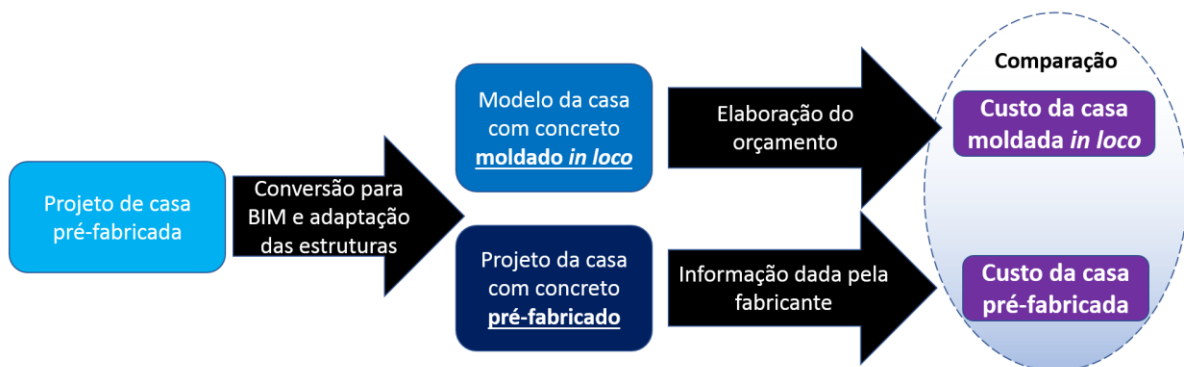 Projeto de casa
pré-fabricada
Conversão para
BIM e adaptação
das estruturas
Modelo da casa
com concreto
moldado in loco
Projeto da casa
com concreto
pré-fabricado
Elaboração do
orçamento
Informação dada pela
fabricante
Comparação
Custo da casa
moldada in loco
Custo da casa
pré-fabricada